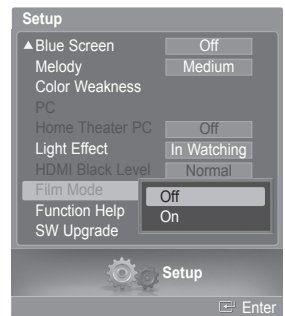 Setup
▲ Blue Screen Off
Melody Medium
Color Weakness
PC
Home Theater PC Off
Light Effect In Watching
HDMI Black Level Normal
Film Mode Off
On
Function Help
SW Upgrade
Setup
Enter